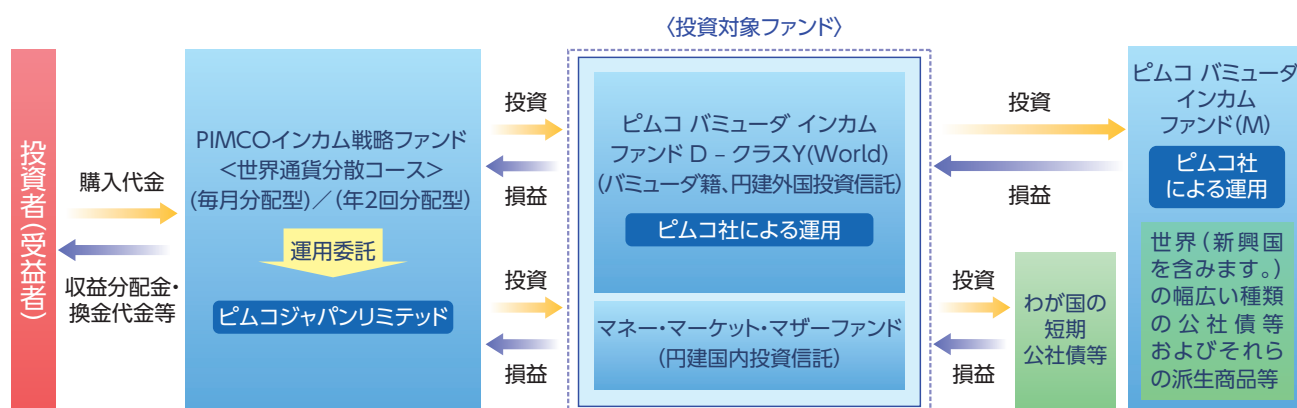 〈投資対象ファンド〉
投資者(受益者)
購入代金
収益分配金・
換金代金等
PIMCOインカム戦略ファンド
<世界通貨分散コース>
(毎月分配型)／(年2回分配型)
運用委託
ピムコジャパンリミテッド
投資
損益
投資
損益
ピムコ バミューダ インカム
ファンド D – クラスY(World)
(バミューダ籍、円建外国投資信託)
ピムコ社による運用
マネー・マーケット・マザーファンド
(円建国内投資信託)
投資
損益
投資
損益
わが国の
短期
公社債等
ピムコ バミューダ
インカム
ファンド(M)
ピムコ社
による運用
世界(新興国
を含みます。)
の幅広い種類
の公社債等
およびそれら
の派生商品等